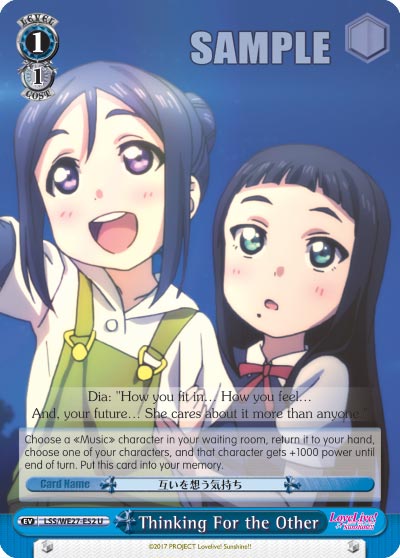 LEVEL
1
1
COST
SAMPLE
Dia: "How you fit in... How you feel...
And, your future... She cares about it more than anyone."
Choose a «Music» character in your waiting room, return it to your hand,
choose one of your characters, and that character gets +1000 power until
end of turn. Put this card into your memory.
Card Name 互いを想う気持ち
EV LSS/WE27-E52 U Thinking For the Other
LoveLive!
Sunshine!!
©2017 PROJECT Lovelive! Sunshine!!